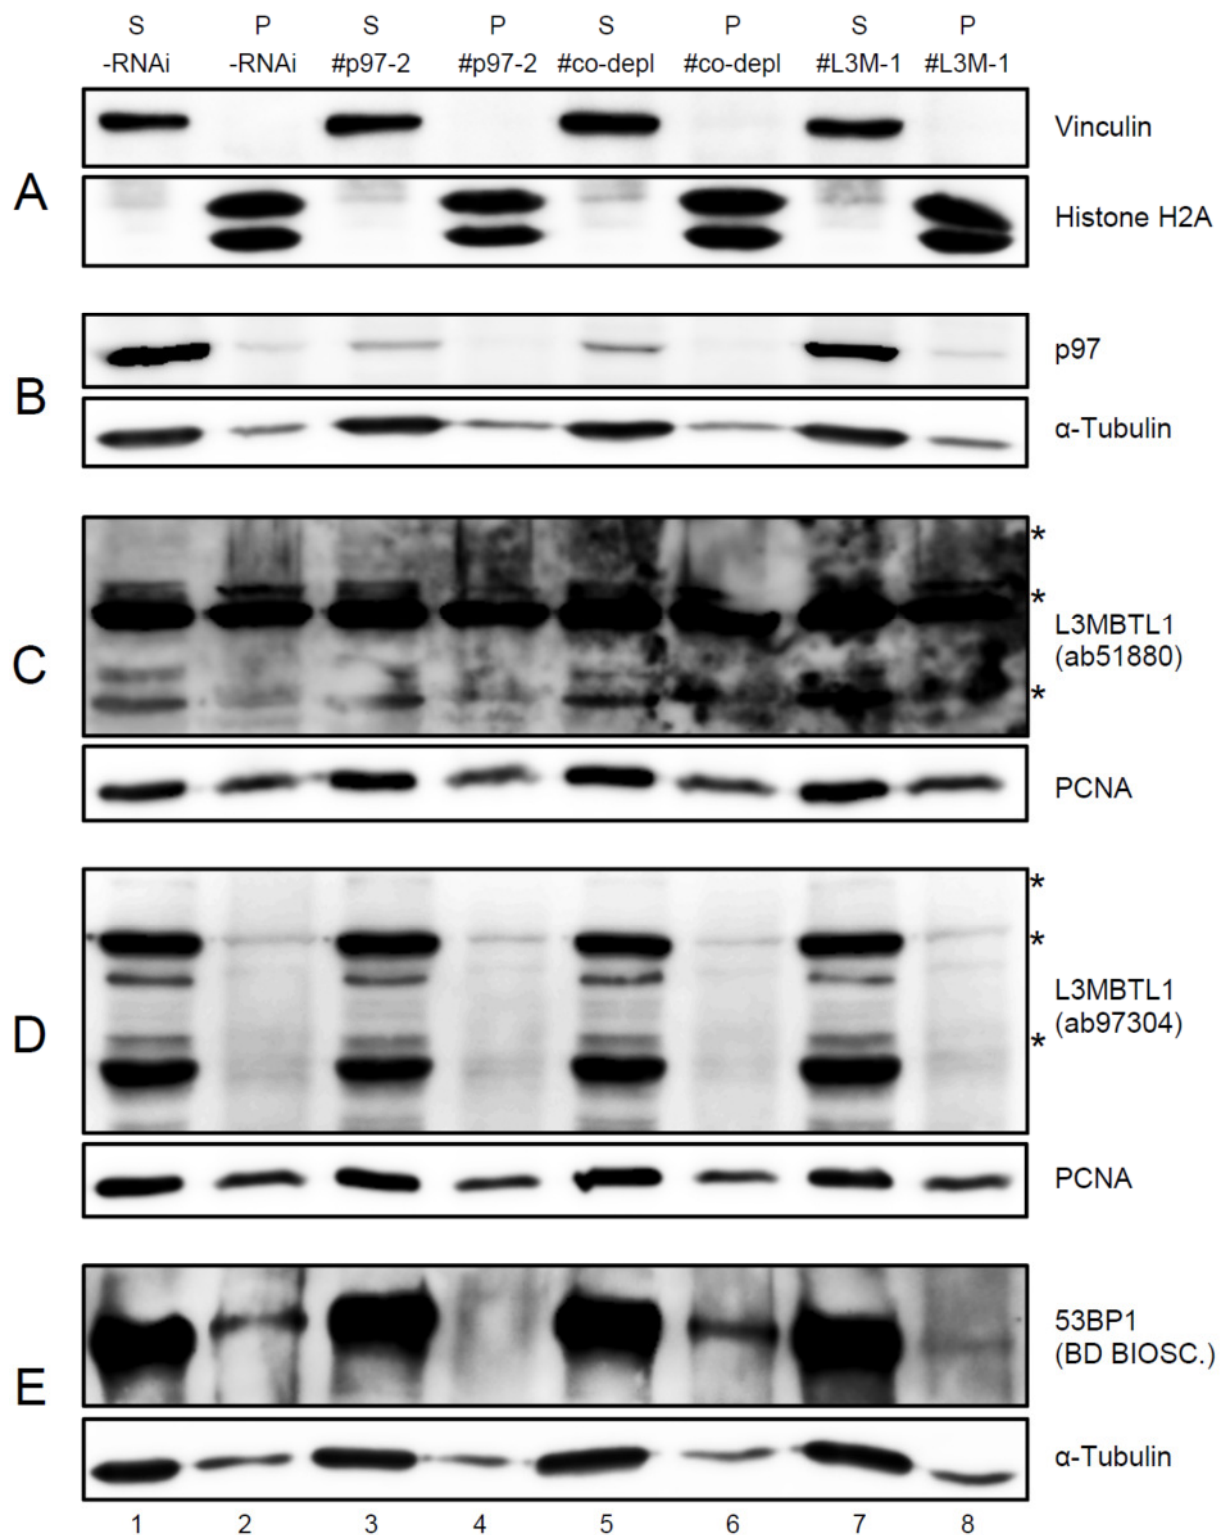 S P S P S P S P
-RNAi -RNAi #p97-2 #p97-2 #co-depl #co-depl #L3M-1 #L3M-1
Vinculin
A
Histone H2A
p97
B
α-Tubulin
*
*
L3MBTL1
(ab51880)
C
*
PCNA
*
*
L3MBTL1
(ab97304)
D
*
PCNA
53BP1
(BD BIOSC.)
E
α-Tubulin
1 2 3 4 5 6 7 8